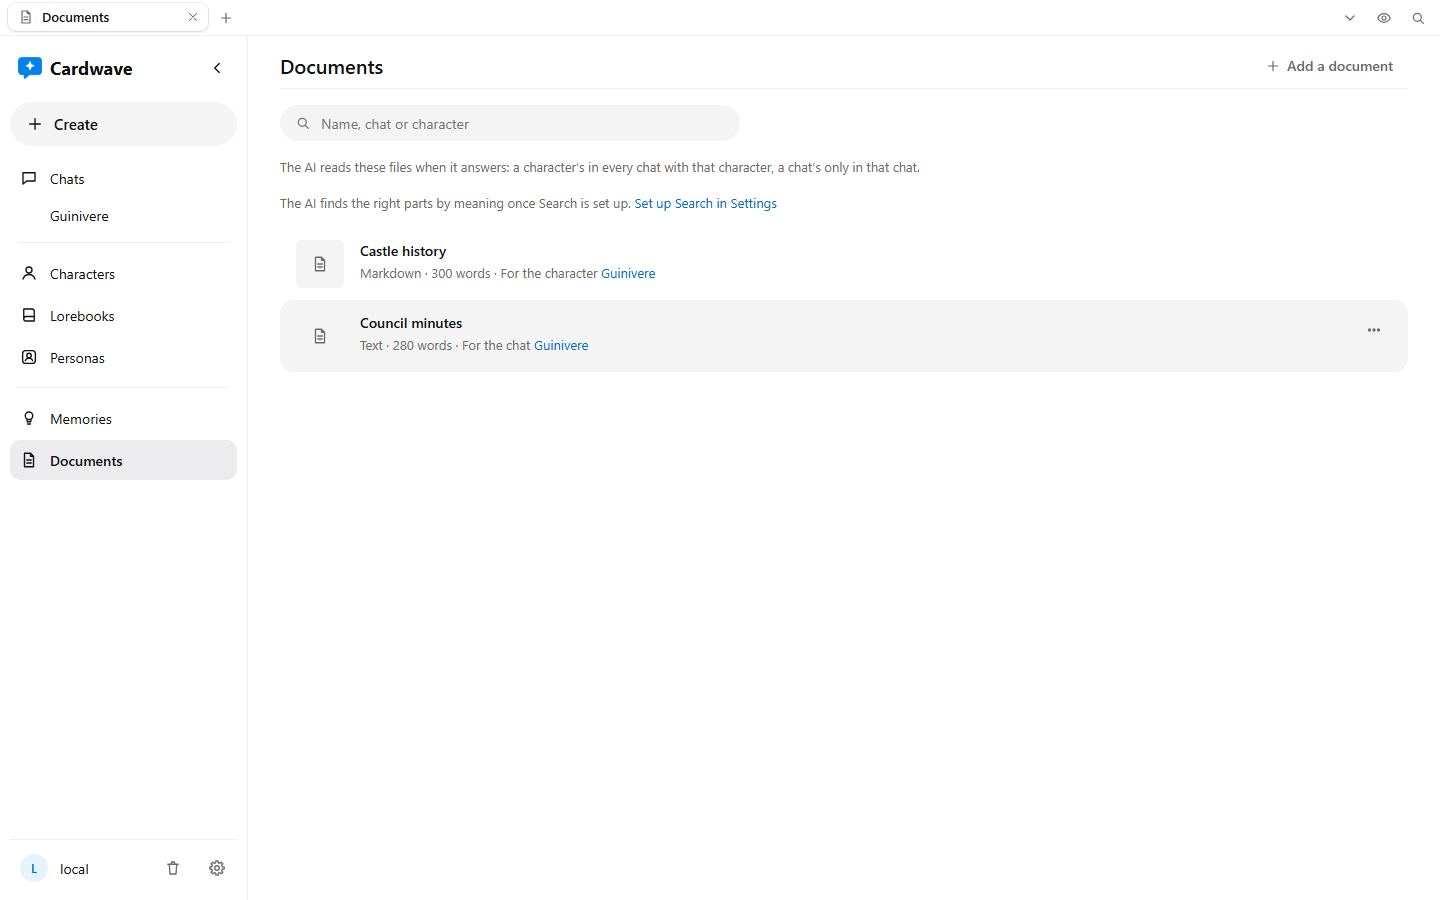 Documents
Cardwave
Create
Chats
Guinivere
Characters
Lorebooks
Personas
Memories
Documents
L
local
Documents
Add a document
Name, chat or character
The AI reads these files when it answers: a character's in every chat with that character, a chat's only in that chat.
The AI finds the right parts by meaning once Search is set up. Set up Search in Settings
Castle history
Markdown · 300 words · For the character Guinivere
Council minutes
Text · 280 words · For the chat Guinivere